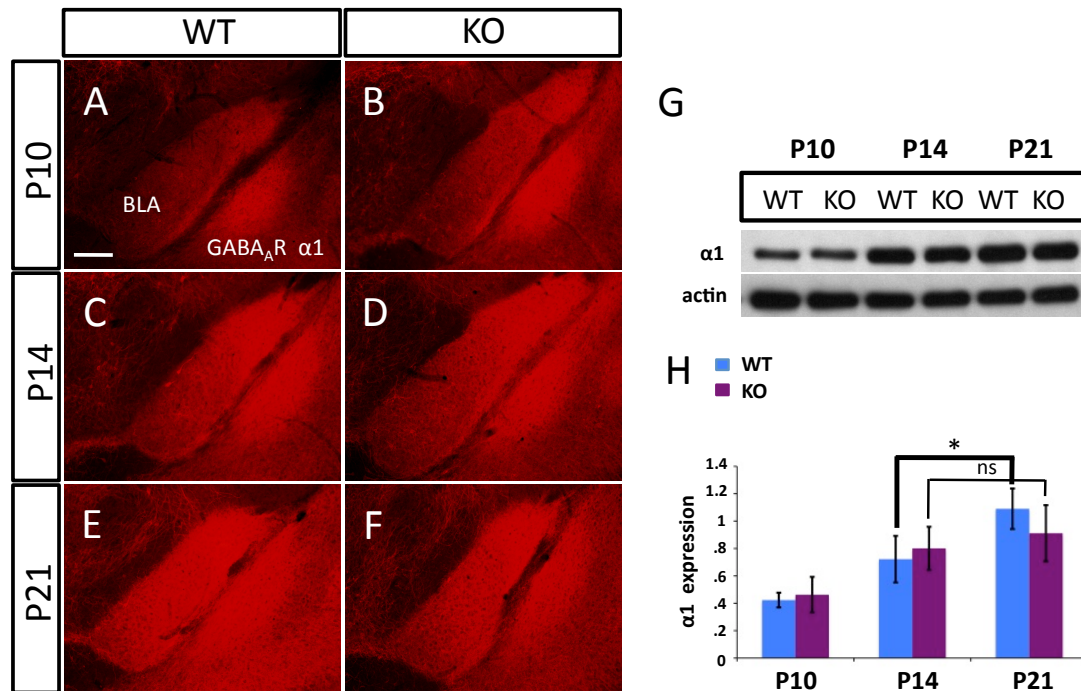 WT KO
P10
A
BLA
GABAAR α1
B
P14
C
D
P21
E
F
G
P10 P14 P21
WT KO WT KO WT KO
α1
actin
H
WT
KO
*
ns
α1 expression
1.4
1.2
1
.8
.6
.4
.2
0
P10 P14 P21